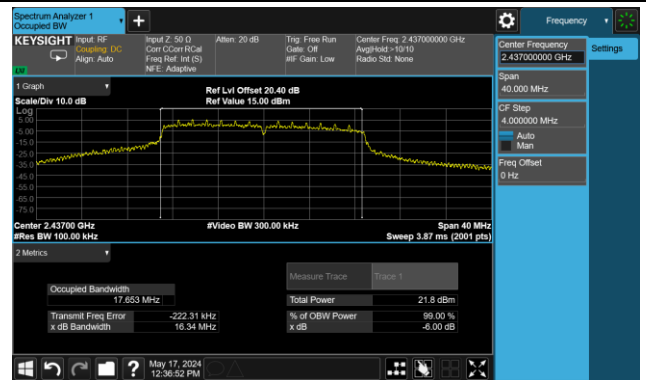 Spectrum Analyzer 1
Occupied BW
Frequency
KEYSIGHT
Input: RF
Coupling: DC
Align: Auto
Input Z: 50 Ω
Corr CCorr RCal
Freq Ref: Int (S)
NFE: Adaptive
Atten: 20 dB
Trig: Free Run
Gate: Off
#IF Gain: Low
Center Freq: 2.437000000 GHz
Avg|Hold:>10/10
Radio Std: None
Center Frequency
2.437000000 GHz
Settings
Span
40.000 MHz
CF Step
4.000000 MHz
Auto
Man
Freq Offset
0 Hz
1 Graph
Scale/Div 10.0 dB
Ref Lvl Offset 20.40 dB
Ref Value 15.00 dBm
Log
5.00
-5.00
-15.0
-25.0
-35.0
-45.0
-55.0
-65.0
-75.0
Center 2.43700 GHz
#Res BW 100.00 kHz
#Video BW 300.00 kHz
Span 40 MHz
Sweep 3.87 ms (2001 pts)
2 Metrics
Measure Trace
Trace 1
Occupied Bandwidth
17.653 MHz
Total Power
21.8 dBm
Transmit Freq Error
-222.31 kHz
% of OBW Power
99.00 %
x dB Bandwidth
16.34 MHz
x dB
-6.00 dB
May 17, 2024
12:36:52 PM